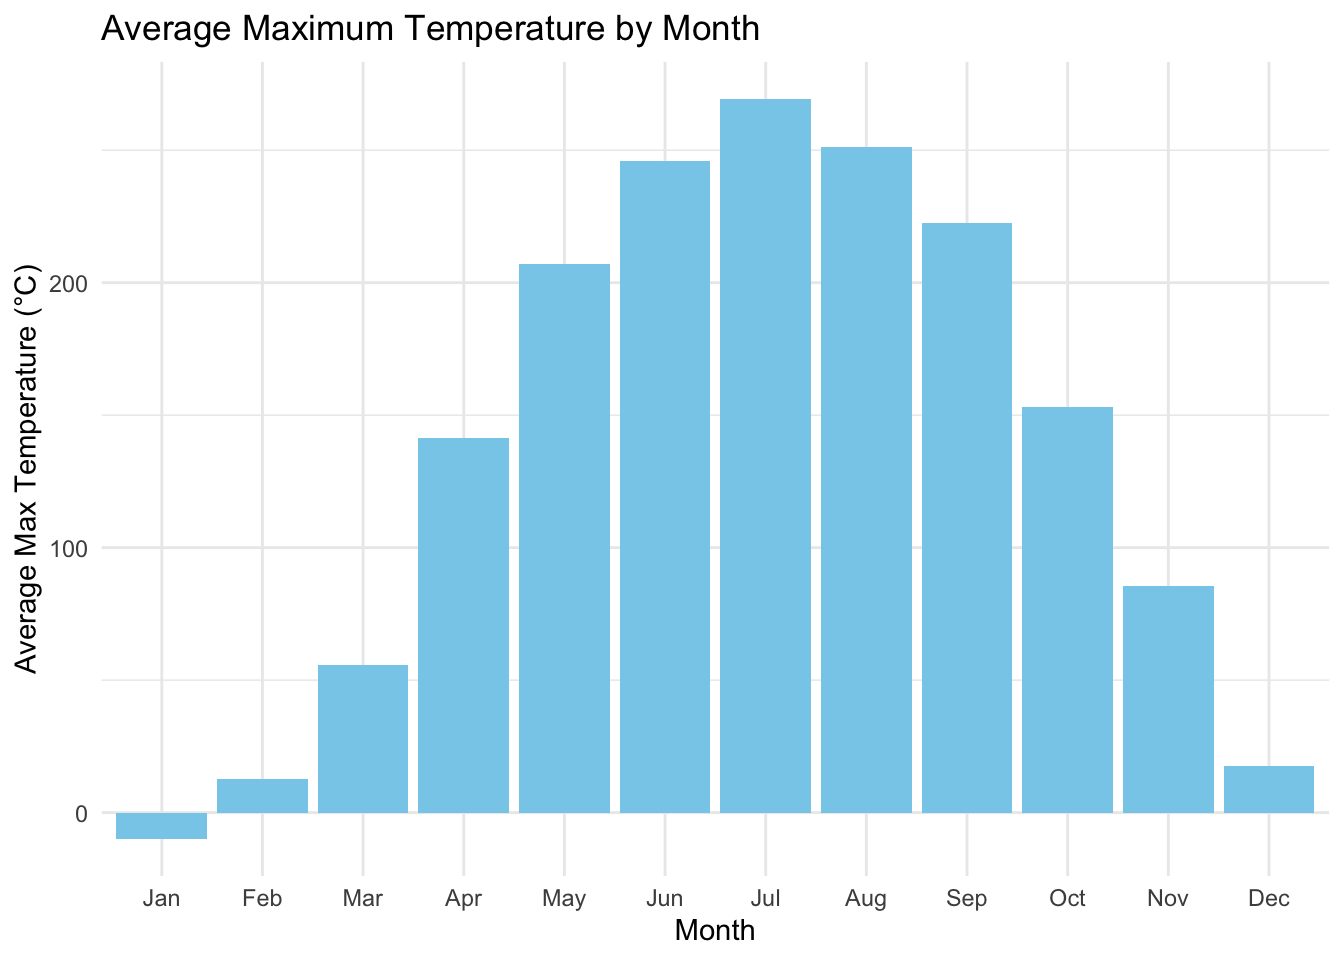 Average Maximum Temperature by Month
Average Max Temperature (°C)
200
100
0
Jan Feb Mar Apr May Jun Jul Aug Sep Oct Nov Dec
Month